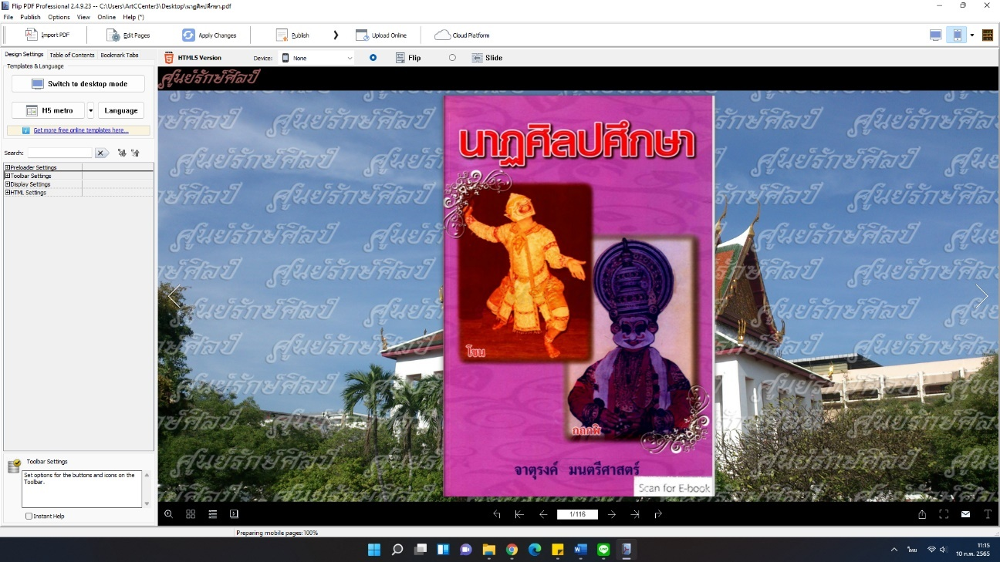 Flip PDF Professional 2.4.9.23 -- C:\Users\ArtCCenter3\Desktop\นาฏศิลปศึกษา.pdf
File Publish Options View Online Help (*)
Import PDF Edit Pages Apply Changes Publish Upload Online Cloud Platform
Design Settings Table of Contents Bookmark Tabs
HTML5 Version Device: None Flip Slide
Templates & Language
Switch to desktop mode
H5 metro Language
Get more free online templates here...
Search:
Preloader Settings
Toolbar Settings
Display Settings
HTML Settings
ศูนย์รักษ์ศิลป์
นาฏศิลปศึกษา
โขน
กถกฬิ
จาตุรงค์ มนตรีศาสตร์
Scan for E-book
Toolbar Settings
Set options for the buttons and icons on the
Toolbar.
Instant Help
1/116
Preparing mobile pages:100%
ไทย
11:15
10 ก.พ. 2565